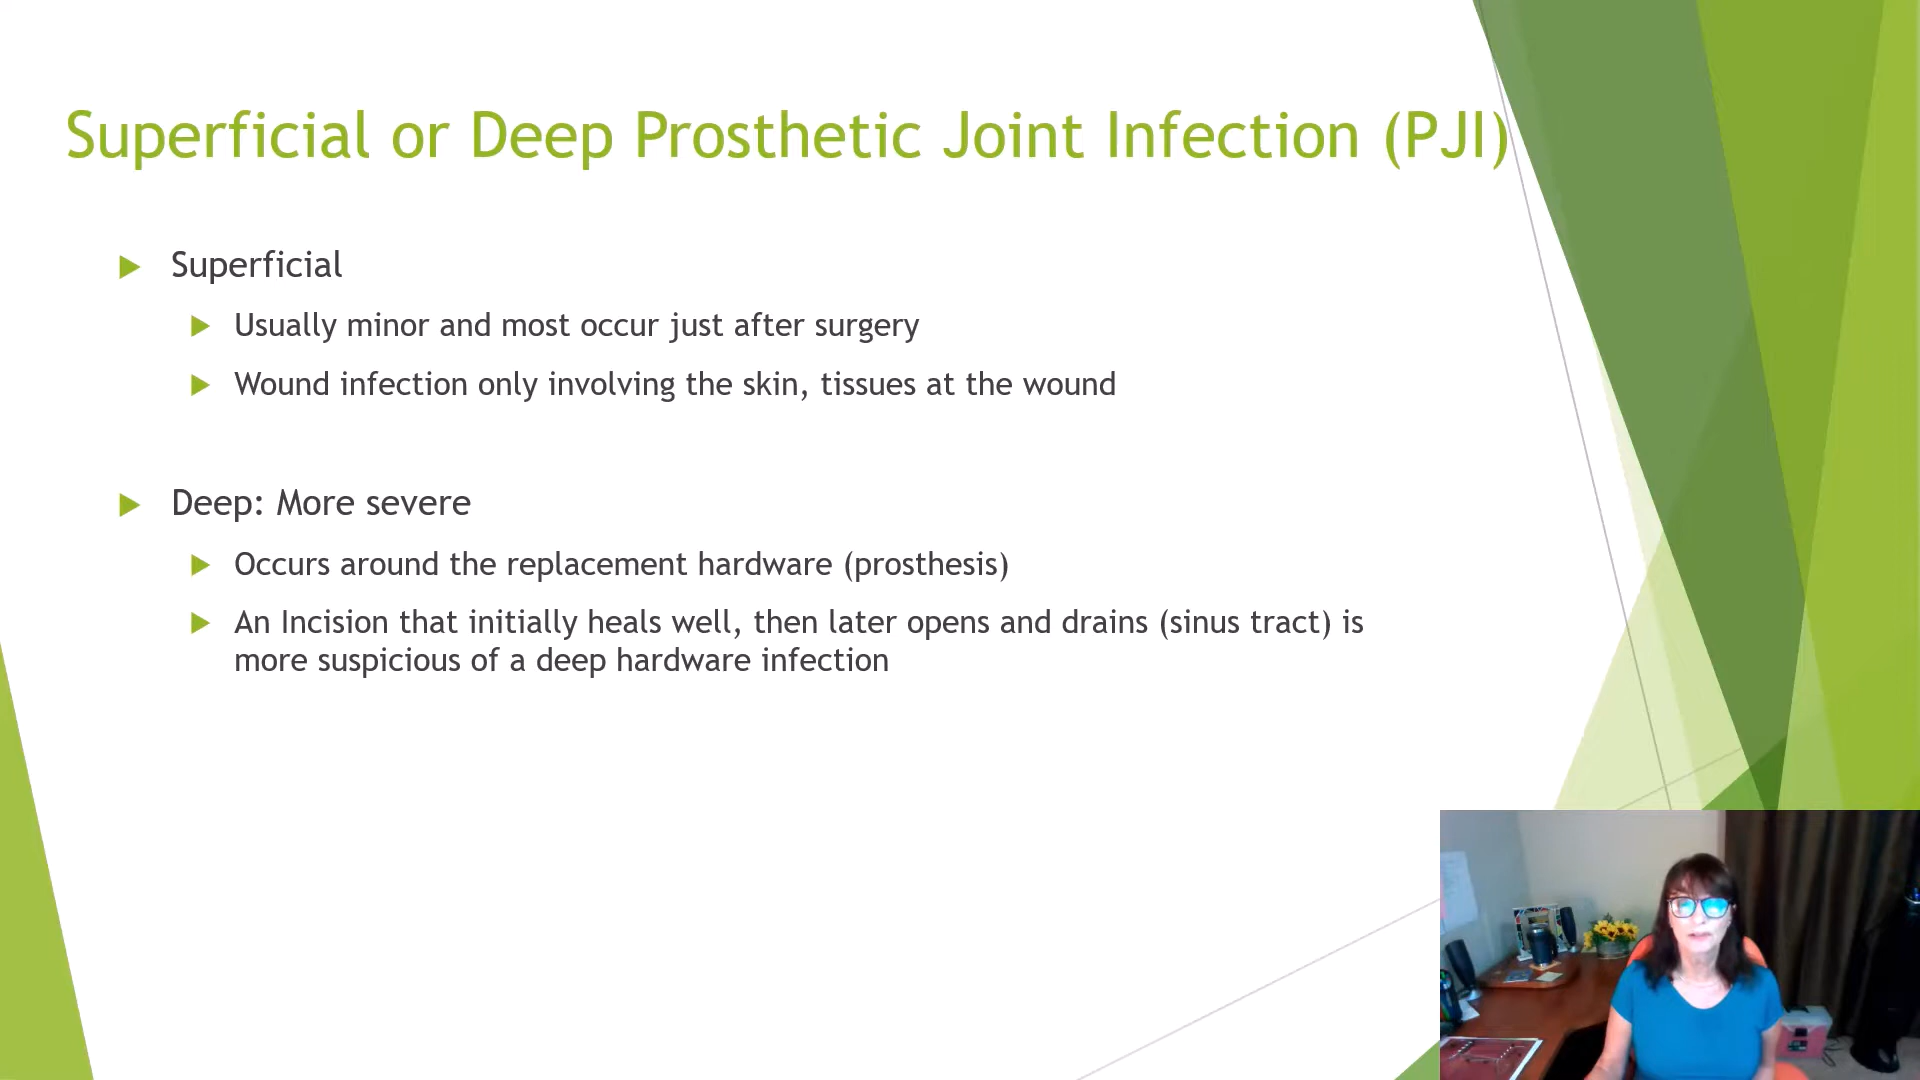 Superficial or Deep Prosthetic Joint Infection (PJI)
Superficial
Usually minor and most occur just after surgery
Wound infection only involving the skin, tissues at the wound
Deep: More severe
Occurs around the replacement hardware (prosthesis)
An Incision that initially heals well, then later opens and drains (sinus tract) is
more suspicious of a deep hardware infection